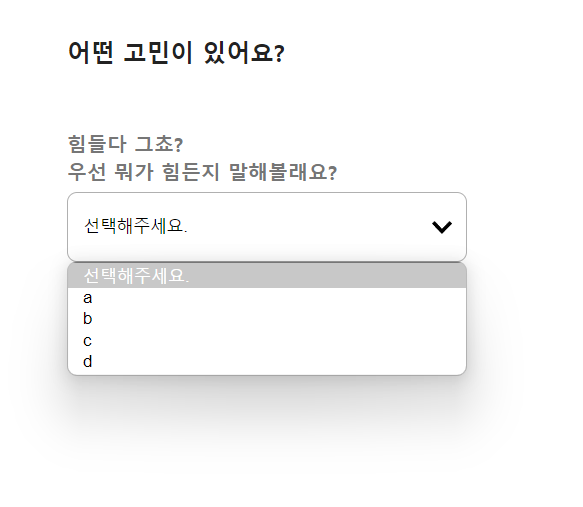 어떤 고민이 있어요?
힘들다 그쵸?
우선 뭐가 힘든지 말해볼래요?
선택해주세요.
선택해주세요.
a
b
c
d